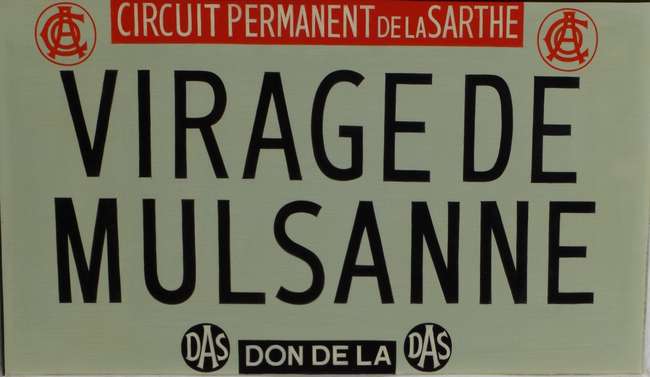 CIRCUIT PERMANENT DE LA SARTHE
VIRAGE DE
MULSANNE
DAS DON DE LA DAS